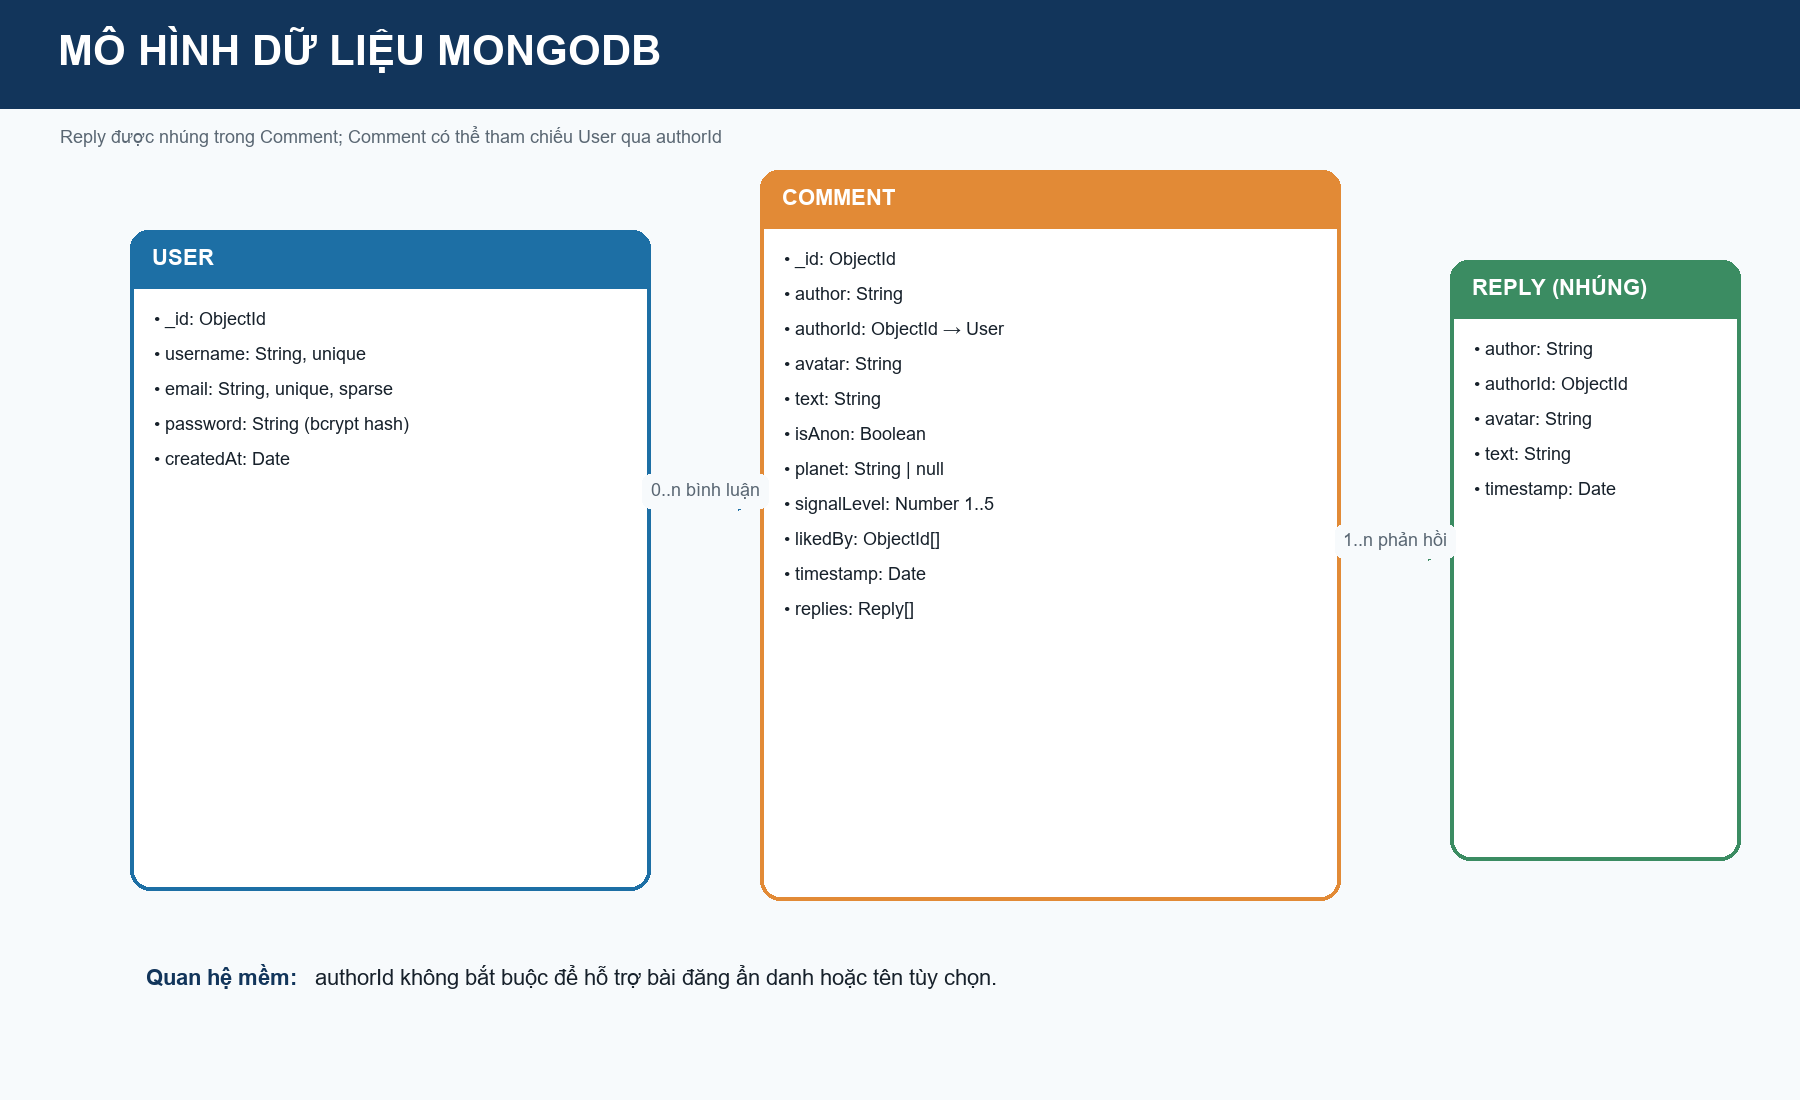 MÔ HÌNH DỮ LIỆU MONGODB
Reply được nhúng trong Comment; Comment có thể tham chiếu User qua authorId
USER
• _id: ObjectId
• username: String, unique
• email: String, unique, sparse
• password: String (bcrypt hash)
• createdAt: Date
0..n bình luận
COMMENT
• _id: ObjectId
• author: String
• authorId: ObjectId → User
• avatar: String
• text: String
• isAnon: Boolean
• planet: String | null
• signalLevel: Number 1..5
• likedBy: ObjectId[]
• timestamp: Date
• replies: Reply[]
1..n phản hồi
REPLY (NHÚNG)
• author: String
• authorId: ObjectId
• avatar: String
• text: String
• timestamp: Date
Quan hệ mềm: authorId không bắt buộc để hỗ trợ bài đăng ẩn danh hoặc tên tùy chọn.